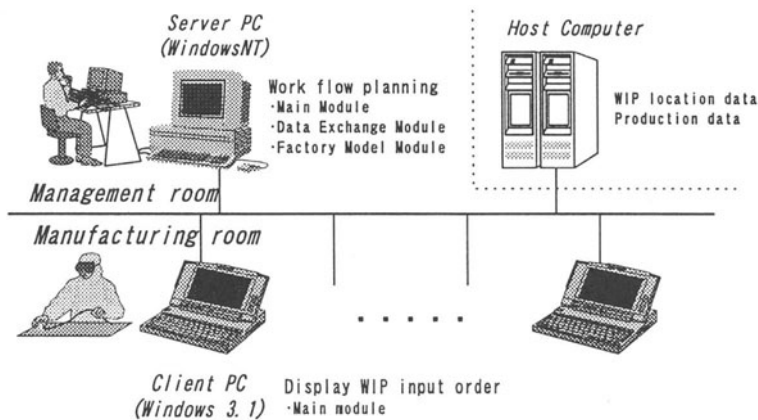 Server PC
(WindowsNT)
Work flow planning
·Main Module
·Data Exchange Module
·Factory Model Module
Host Computer
WIP location data
Production data
Management room
Manufacturing room
Client PC
(Windows 3.1)
Display WIP input order
·Main module